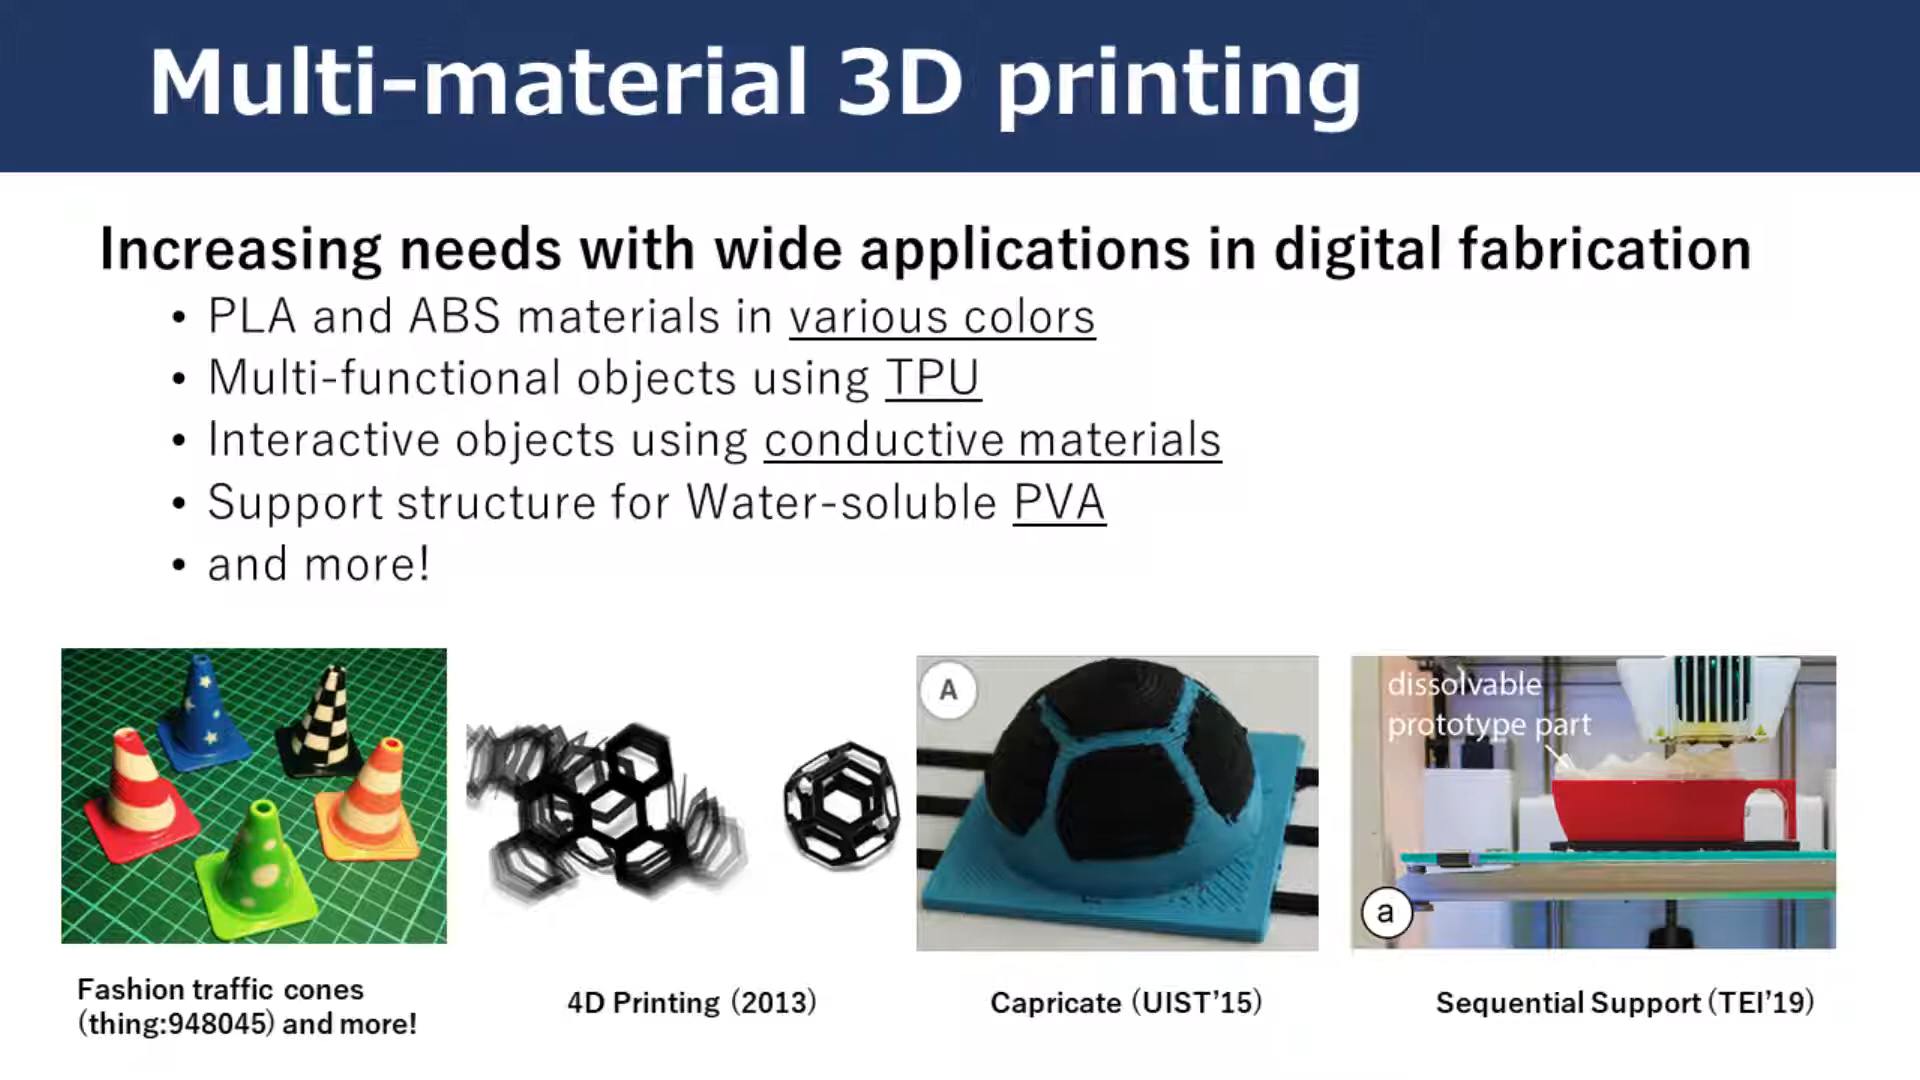 Multi-material 3D printing
Increasing needs with wide applications in digital fabrication
• PLA and ABS materials in various colors
• Multi-functional objects using TPU
• Interactive objects using conductive materials
• Support structure for Water-soluble PVA
• and more!
A
dissolvable
prototype part
a
Fashion traffic cones
(thing:948045) and more!
4D Printing (2013)
Capricate (UIST’15)
Sequential Support (TEI’19)